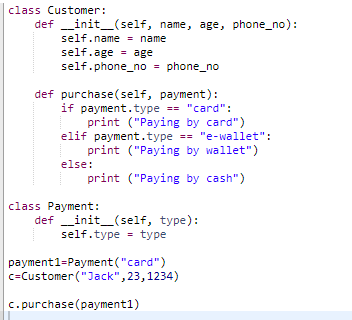 class Customer:
    def __init__(self, name, age, phone_no):
        self.name = name
        self.age = age
        self.phone_no = phone_no

    def purchase(self, payment):
        if payment.type == "card":
            print ("Paying by card")
        elif payment.type == "e-wallet":
            print ("Paying by wallet")
        else:
            print ("Paying by cash")

class Payment:
    def __init__(self, type):
        self.type = type

payment1=Payment("card")
c=Customer("Jack",23,1234)

c.purchase(payment1)